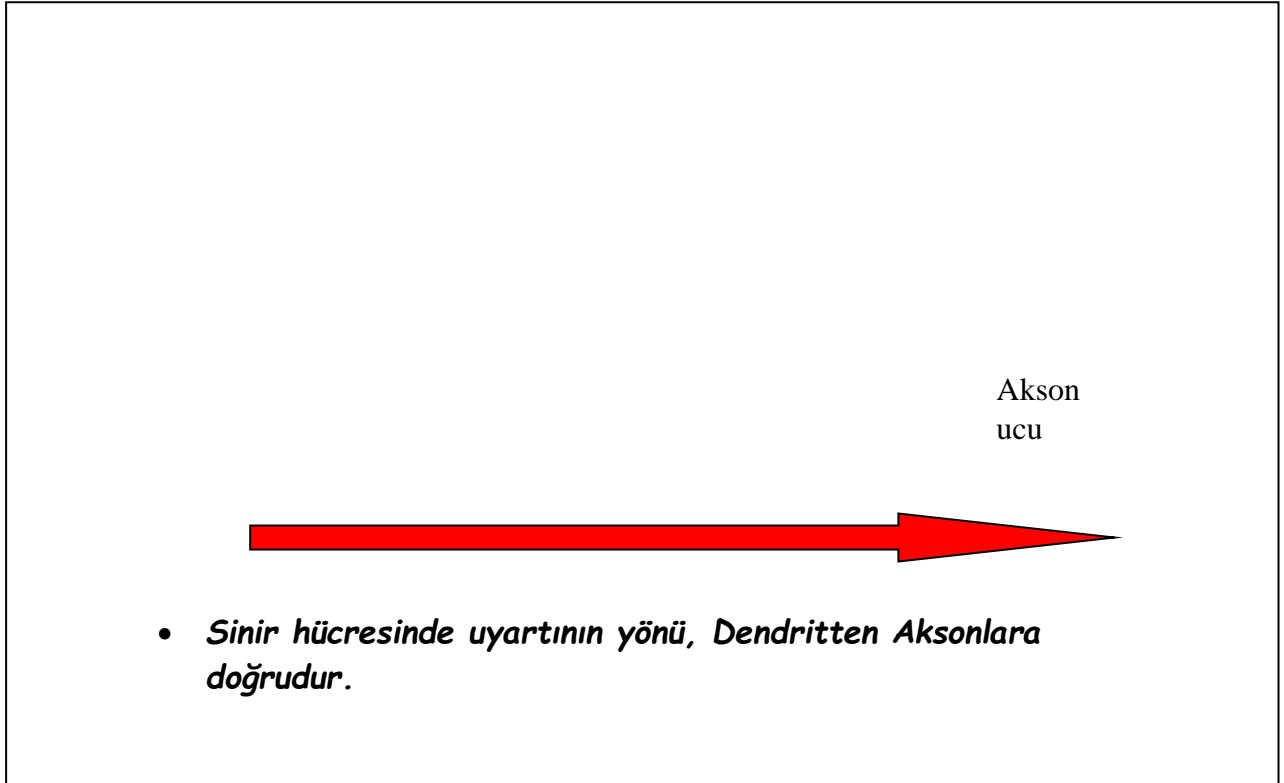 Akson
ucu
• Sinir hücresinde uyartının yönü, Dendritten Aksonlara
doğrudur.